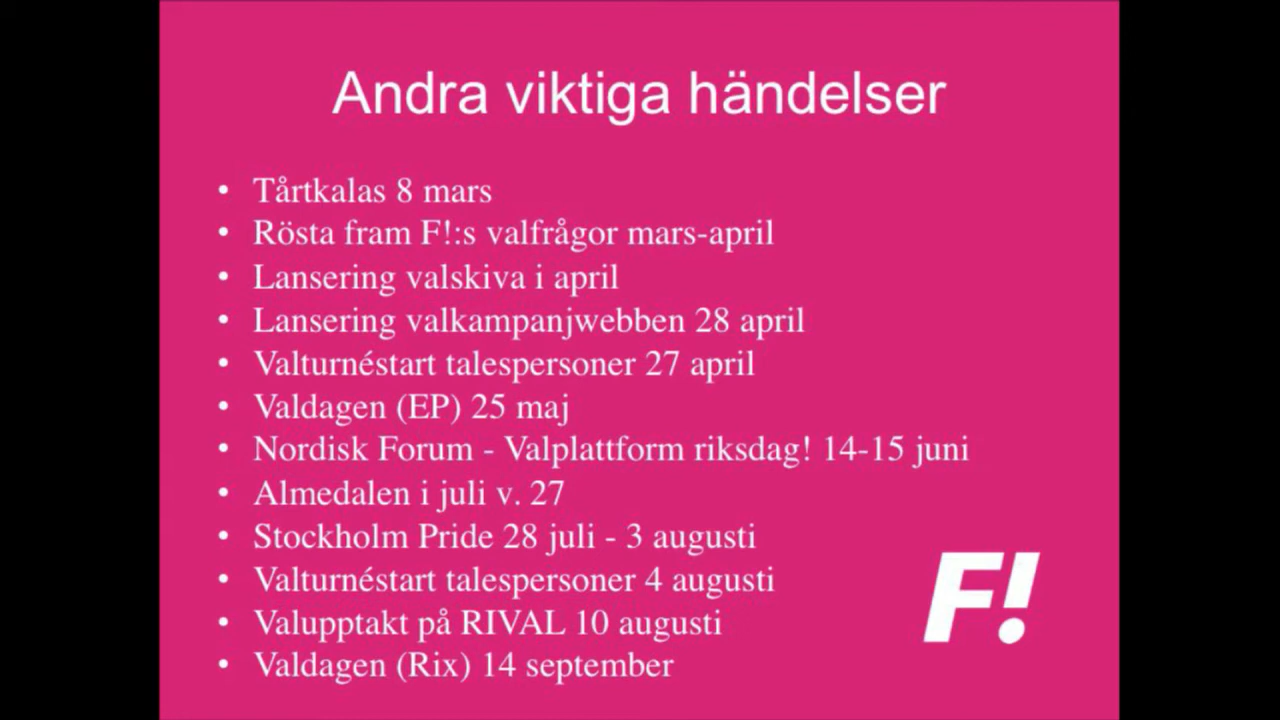 Andra viktiga händelser
• Tårtkalas 8 mars
• Rösta fram F!:s valfrågor mars-april
• Lansering valskiva i april
• Lansering valkampanjwebben 28 april
• Valturnéstart talespersoner 27 april
• Valdagen (EP) 25 maj
• Nordisk Forum - Valplattform riksdag! 14-15 juni
• Almedalen i juli v. 27
• Stockholm Pride 28 juli - 3 augusti
• Valturnéstart talespersoner 4 augusti
• Valupptakt på RIVAL 10 augusti
• Valdagen (Rix) 14 september
F!